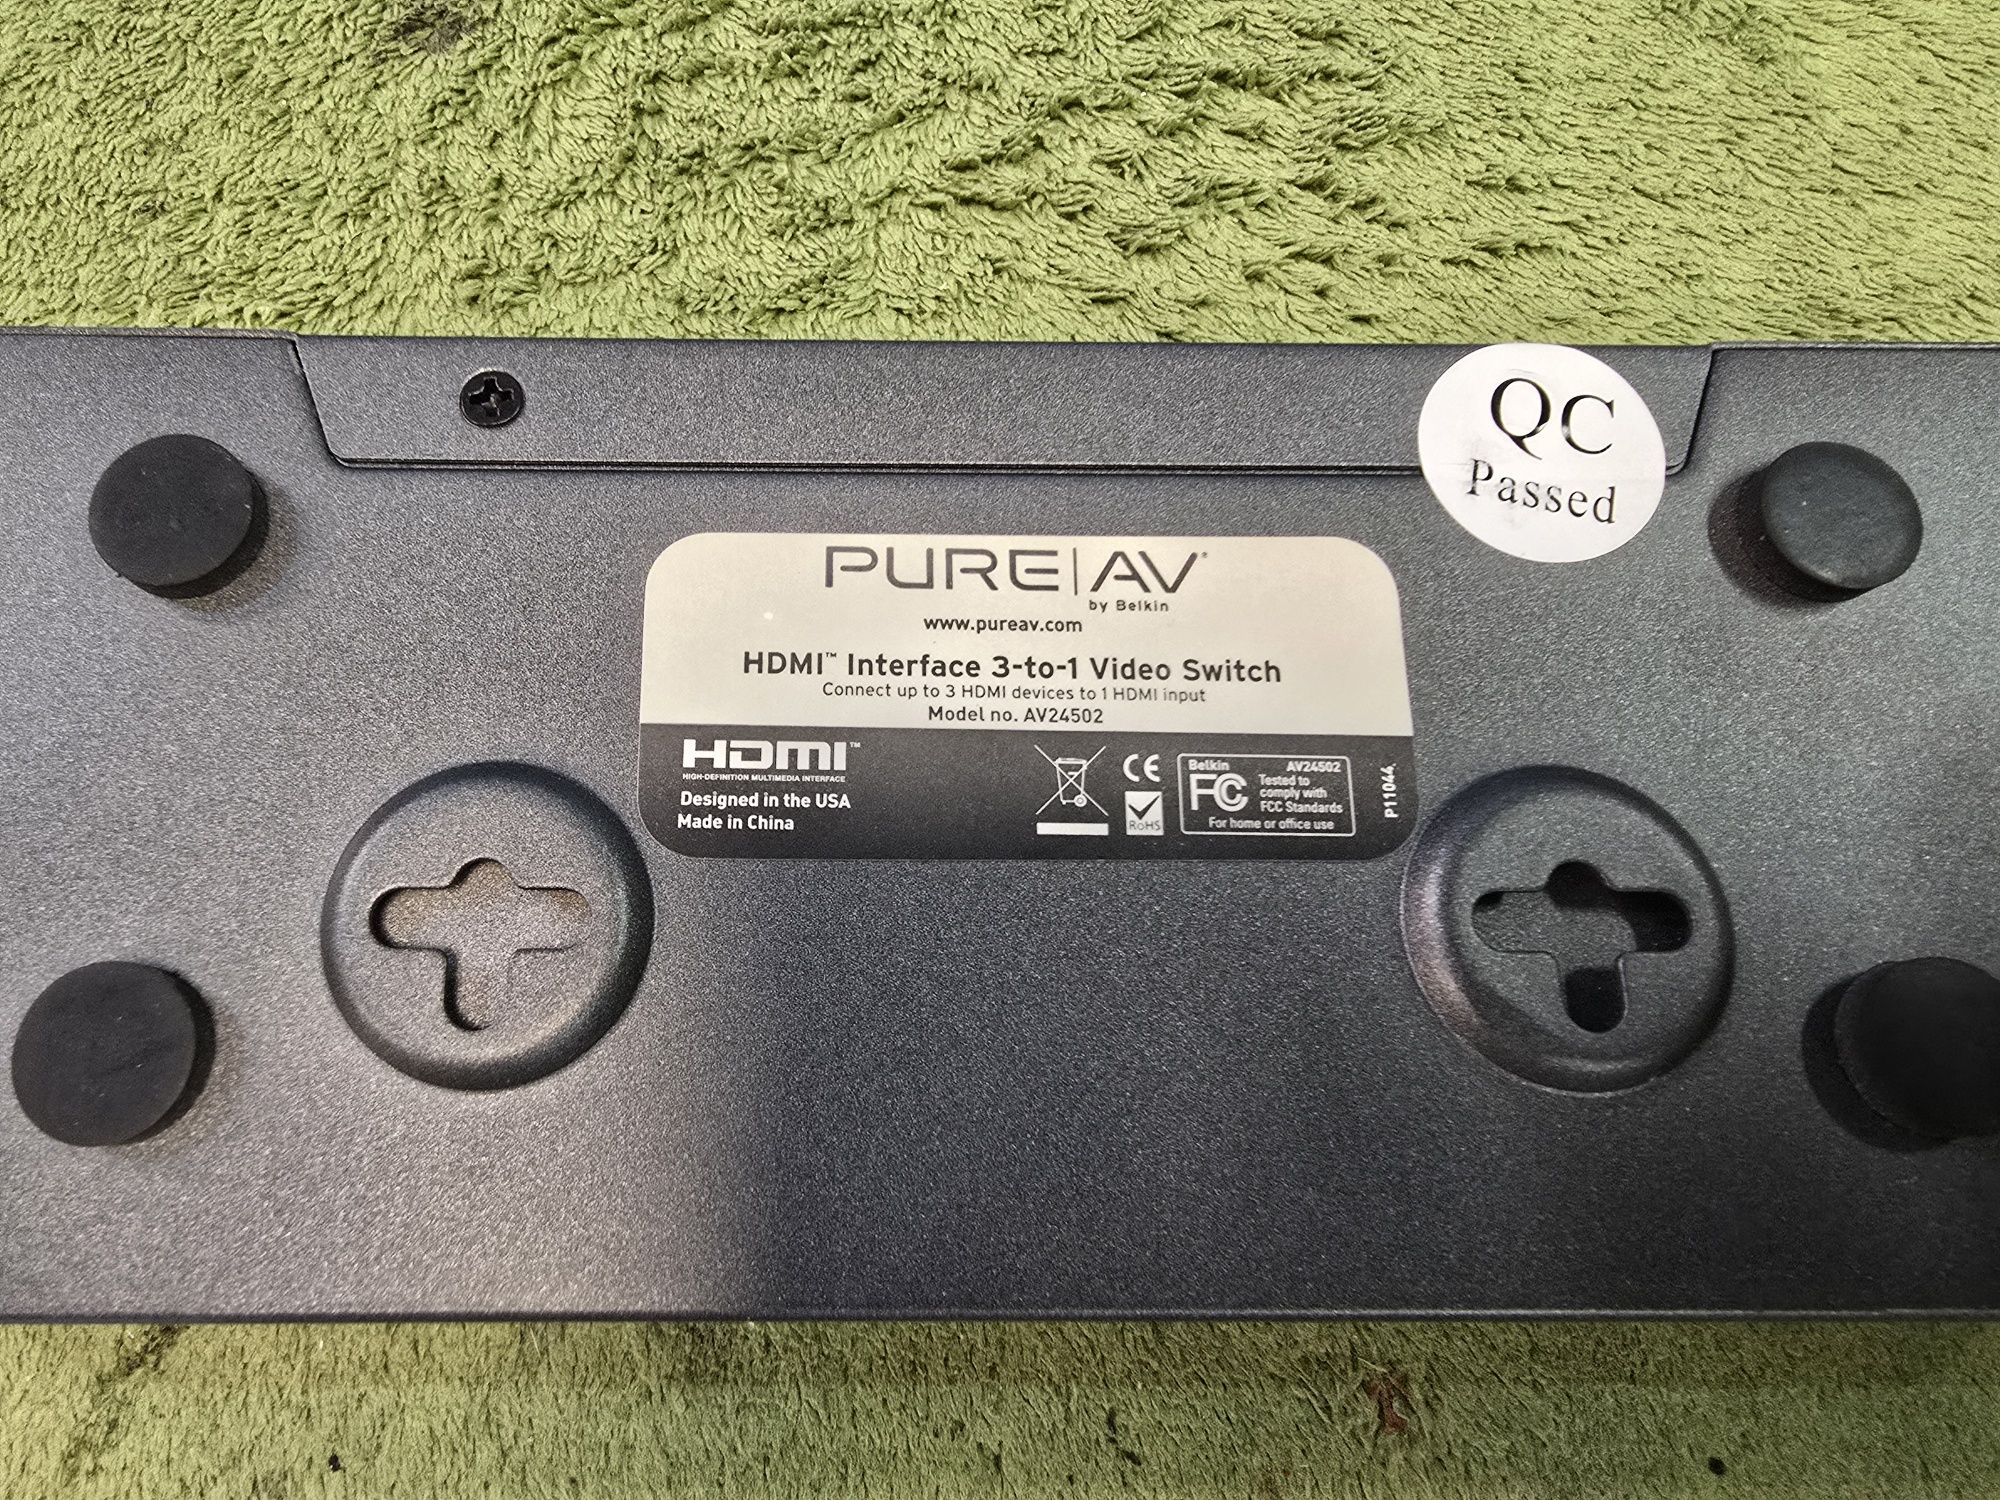 QC
Passed
PURE|AV®
by Belkin
www.pureav.com
HDMI™ Interface 3-to-1 Video Switch
Connect up to 3 HDMI devices to 1 HDMI input
Model no. AV24502
HDMI™
HIGH-DEFINITION MULTIMEDIA INTERFACE
Designed in the USA
Made in China
CE
RoHS
Belkin AV24502
FC
Tested to
comply with
FCC Standards
For home or office use
P11044